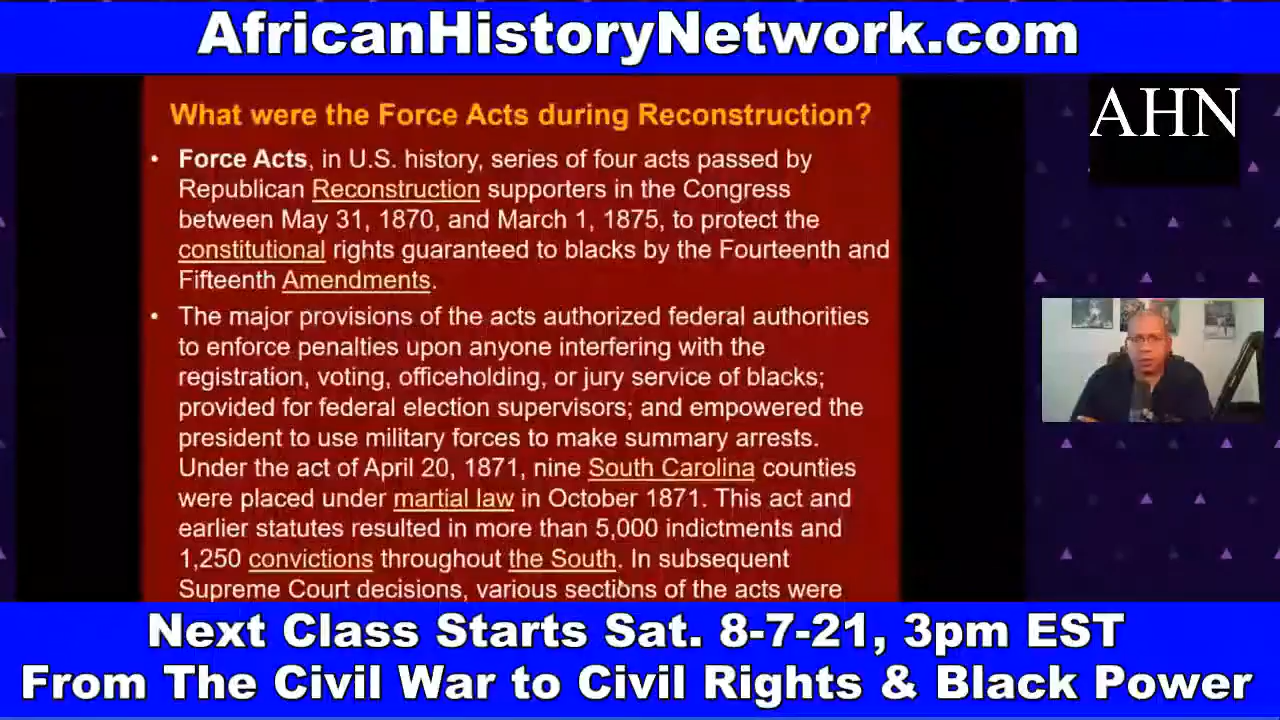 AfricanHistoryNetwork.com
AHN
What were the Force Acts during Reconstruction?
• Force Acts, in U.S. history, series of four acts passed by
Republican Reconstruction supporters in the Congress
between May 31, 1870, and March 1, 1875, to protect the
constitutional rights guaranteed to blacks by the Fourteenth and
Fifteenth Amendments.
• The major provisions of the acts authorized federal authorities
to enforce penalties upon anyone interfering with the
registration, voting, officeholding, or jury service of blacks;
provided for federal election supervisors; and empowered the
president to use military forces to make summary arrests.
Under the act of April 20, 1871, nine South Carolina counties
were placed under martial law in October 1871. This act and
earlier statutes resulted in more than 5,000 indictments and
1,250 convictions throughout the South. In subsequent
Supreme Court decisions, various sections of the acts were
Next Class Starts Sat. 8-7-21, 3pm EST
From The Civil War to Civil Rights & Black Power